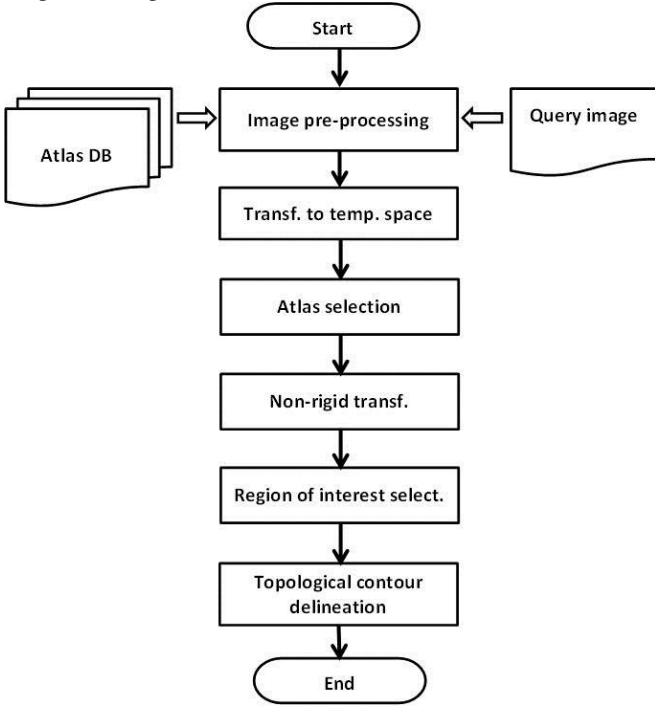 Start
Image pre-processing
Query image
Atlas DB
Transf. to temp. space
Atlas selection
Non-rigid transf.
Region of interest select.
Topological contour
delineation
End